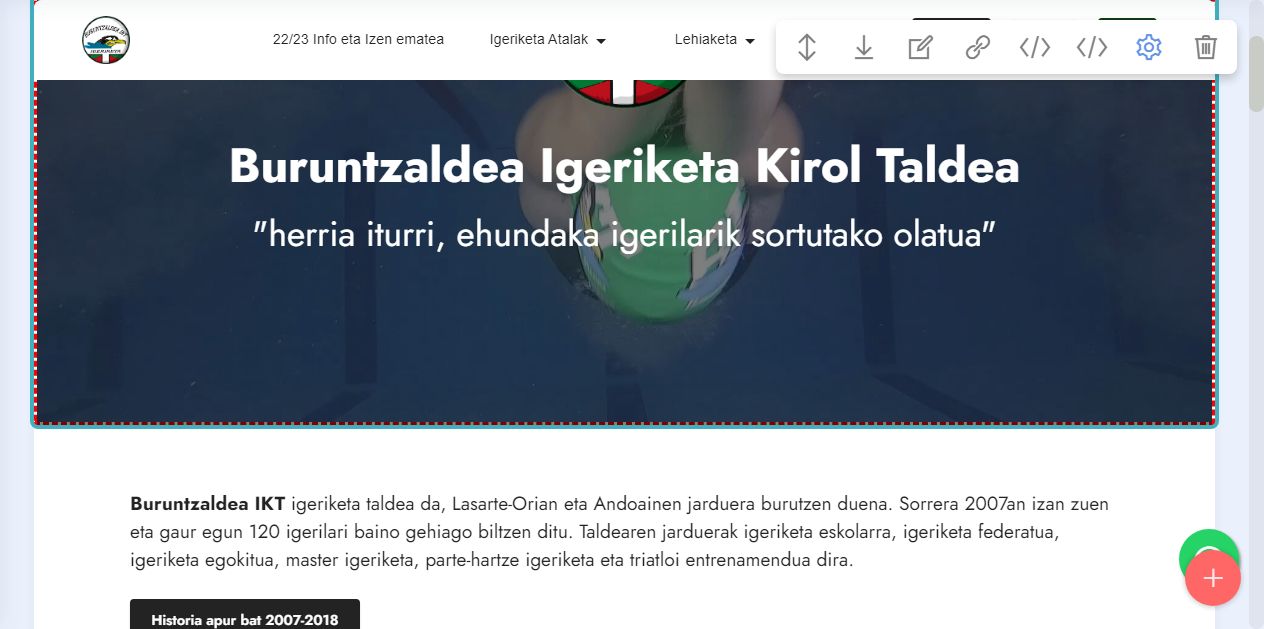 BURUNTZALDEA IKT
IGERIKETA
22/23 Info eta Izen ematea
Igeriketa Atalak
Lehiaketa
Buruntzaldea Igeriketa Kirol Taldea
"herria iturri, ehundaka igerilarik sortutako olatua"
Buruntzaldea IKT igeriketa taldea da, Lasarte-Orian eta Andoainen jarduera burutzen duena. Sorrera 2007an izan zuen
eta gaur egun 120 igerilari baino gehiago biltzen ditu. Taldearen jarduerak igeriketa eskolarra, igeriketa federatua,
igeriketa egokitua, master igeriketa, parte-hartze igeriketa eta triatloi entrenamendua dira.
Historia apur bat 2007-2018